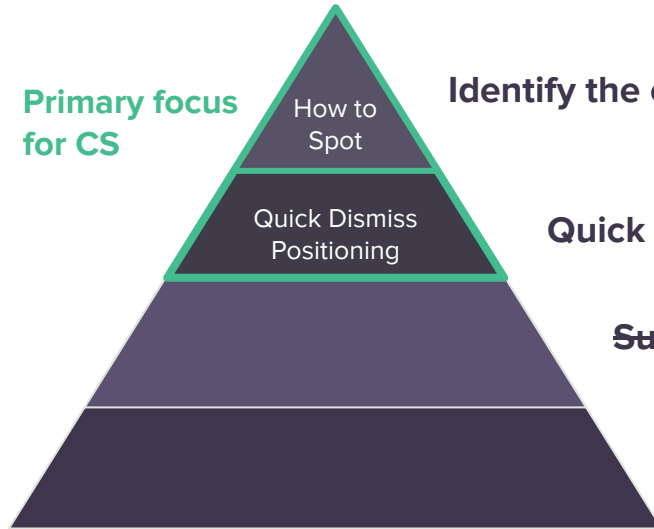 Primary focus
for CS
How to
Spot
Identify the
Quick Dismiss
Positioning
Quick